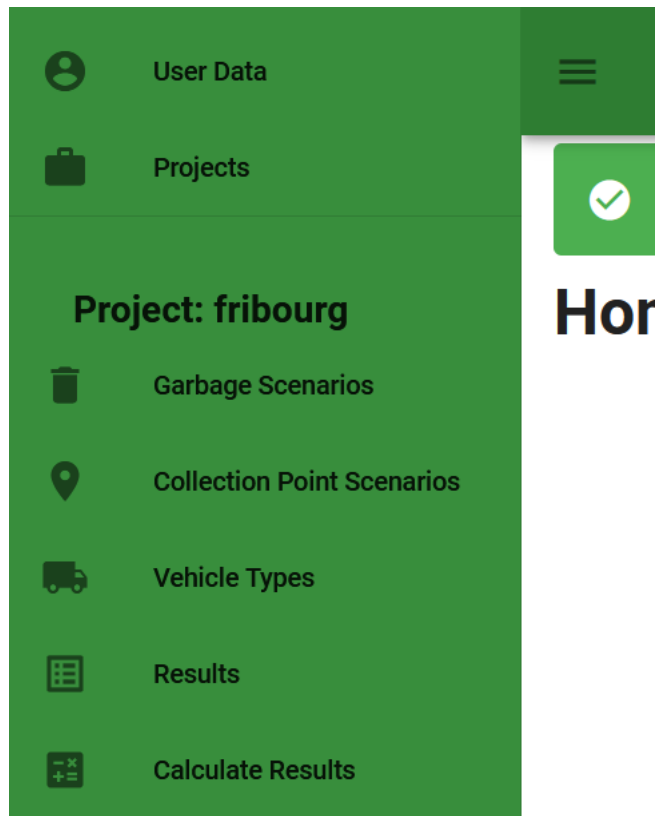 User Data
Projects
Project: fribourg
Garbage Scenarios
Collection Point Scenarios
Vehicle Types
Results
Calculate Results